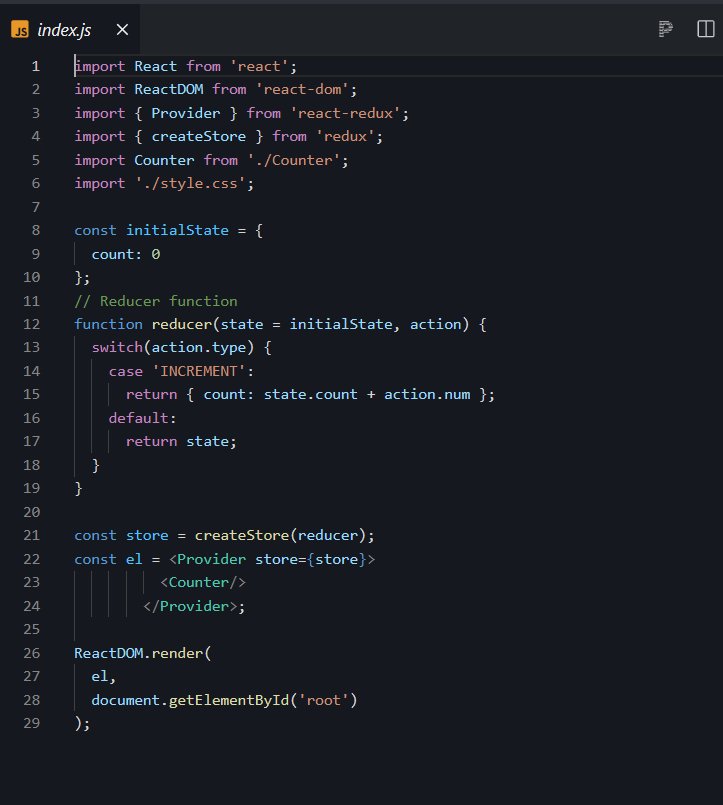 JS index.js ×
1 import React from 'react';
2 import ReactDOM from 'react-dom';
3 import { Provider } from 'react-redux';
4 import { createStore } from 'redux';
5 import Counter from './Counter';
6 import './style.css';
7
8 const initialState = {
9   count: 0
10 };
11 // Reducer function
12 function reducer(state = initialState, action) {
13   switch(action.type) {
14     case 'INCREMENT':
15       return { count: state.count + action.num };
16     default:
17       return state;
18   }
19 }
20
21 const store = createStore(reducer);
22 const el = <Provider store={store}>
23           <Counter/>
24         </Provider>;
25
26 ReactDOM.render(
27   el,
28   document.getElementById('root')
29 );